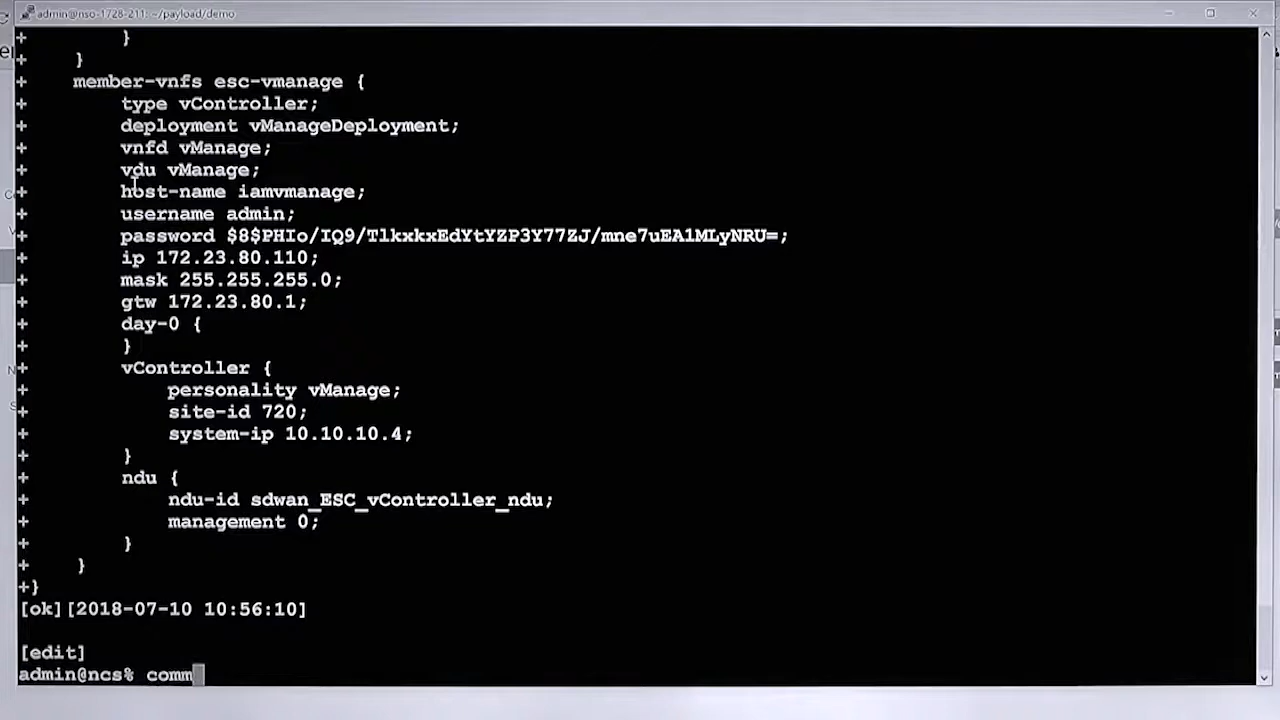 admin@nso-1728-211: ~/payload/demo
+ }
+ }
+ member-vnfs esc-vmanage {
+ type vController;
+ deployment vManageDeployment;
+ vnfd vManage;
+ vdu vManage;
+ host-name iamvmanage;
+ username admin;
+ password $8$PHIo/IQ9/TlkxkxEdYtYZP3Y77ZJ/mne7uEA1MLyNRU=;
+ ip 172.23.80.110;
+ mask 255.255.255.0;
+ gtw 172.23.80.1;
+ day-0 {
+ }
+ vController {
+ personality vManage;
+ site-id 720;
+ system-ip 10.10.10.4;
+ }
+ ndu {
+ ndu-id sdwan_ESC_vController_ndu;
+ management 0;
+ }
+ }
+}
[ok][2018-07-10 10:56:10]
[edit]
admin@ncs% comm